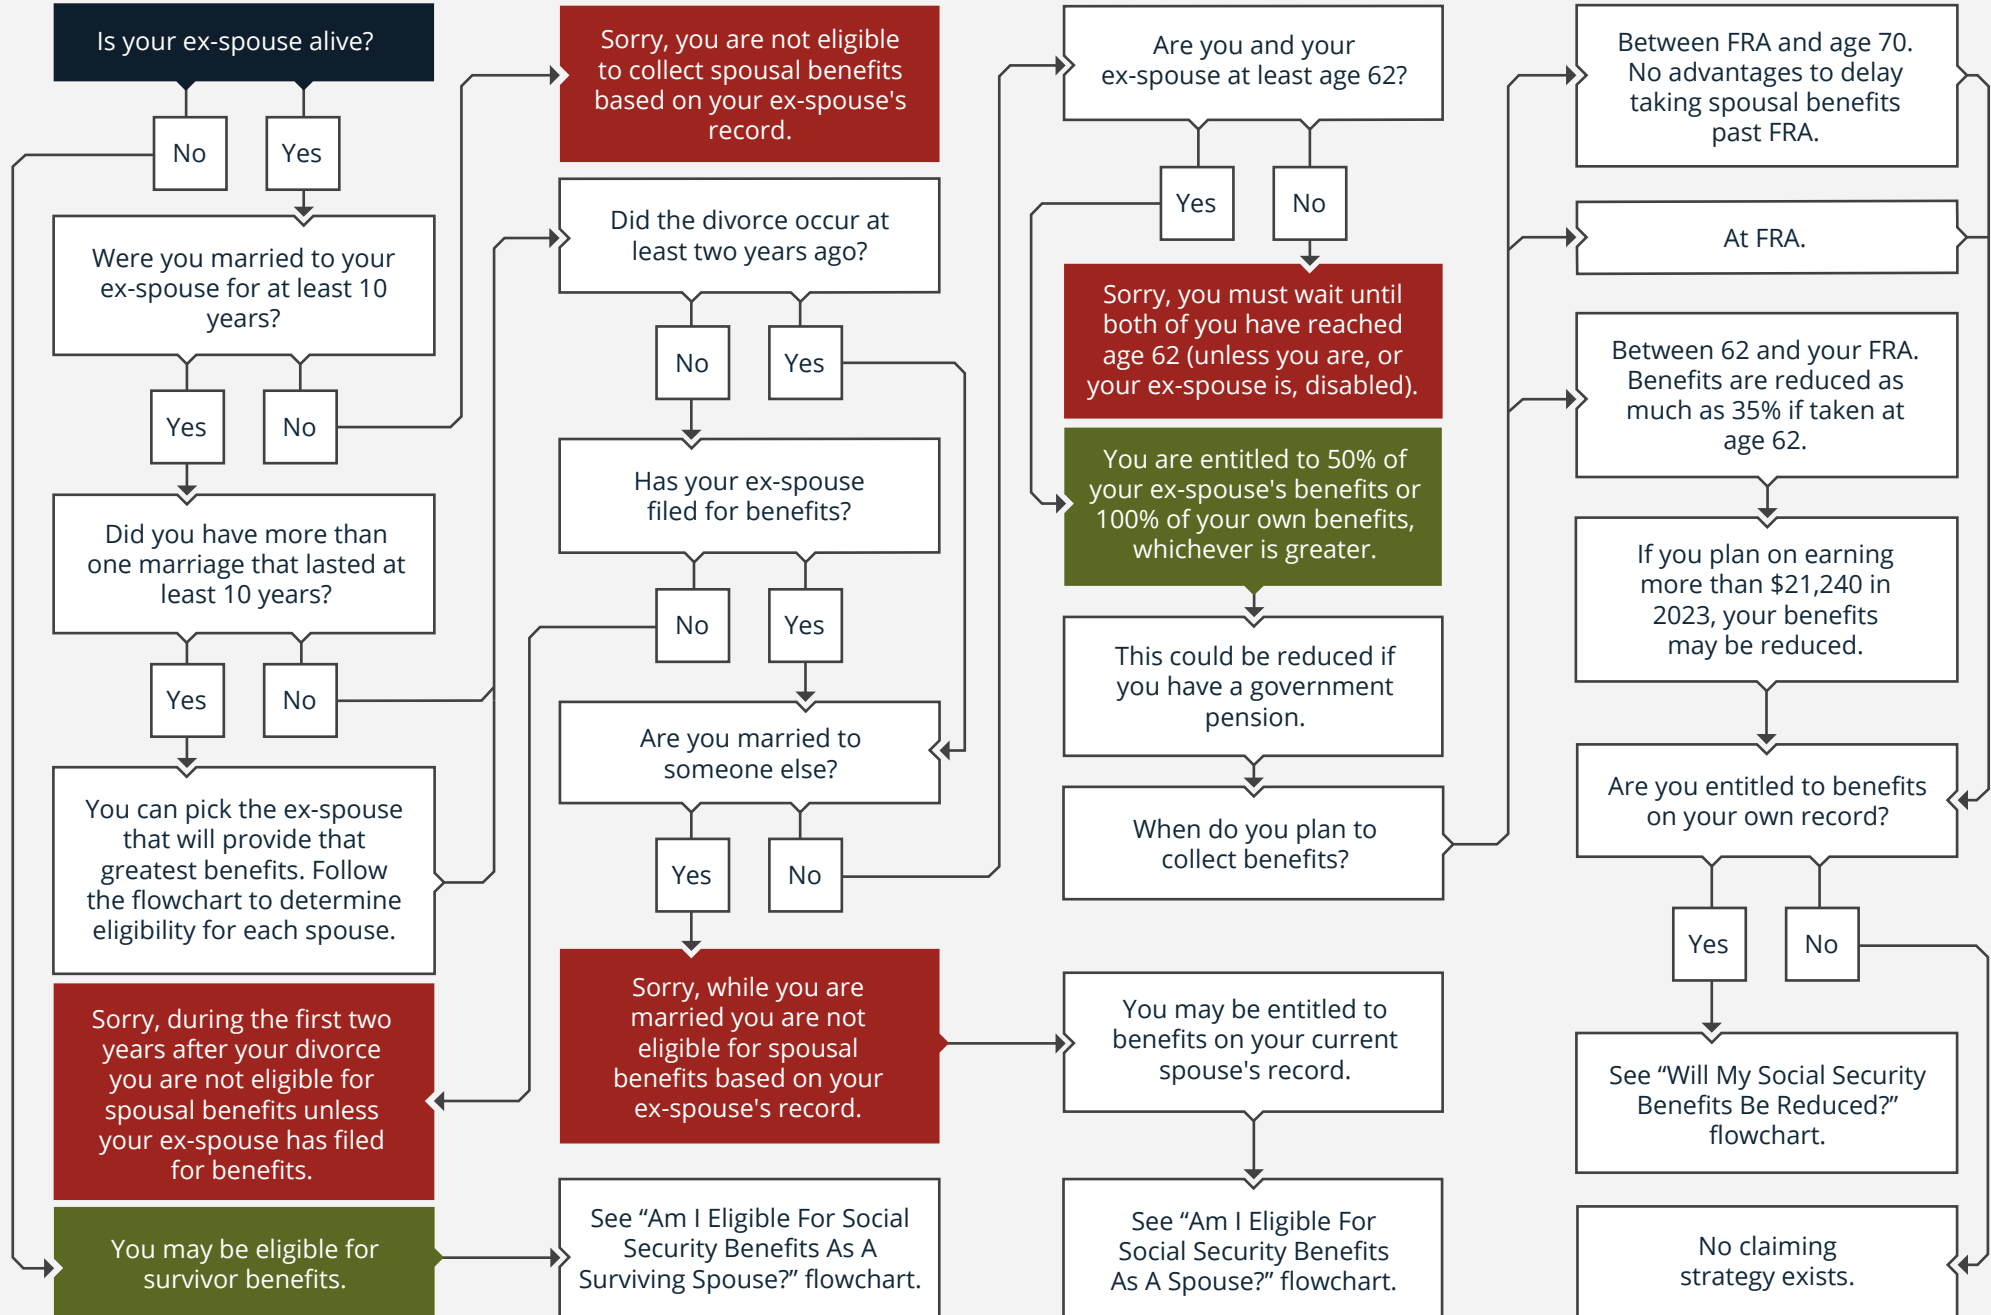 Is your ex-spouse alive?
No
Yes
Were you married to your
ex-spouse for at least 10
years?
Yes
No
Did you have more than
one marriage that lasted at
least 10 years?
Yes
No
You can pick the ex-spouse
that will provide that
greatest benefits. Follow
the flowchart to determine
eligibility for each spouse.
Sorry, during the first two
years after your divorce
you are not eligible for
spousal benefits unless
your ex-spouse has filed
for benefits.
You may be eligible for
survivor benefits.
Sorry, you are not eligible
to collect spousal benefits
based on your ex-spouse's
record.
Did the divorce occur at
least two years ago?
No
Yes
Has your ex-spouse
filed for benefits?
No
Yes
Are you married to
someone else?
Yes
No
Sorry, while you are
married you are not
eligible for spousal
benefits based on your
ex-spouse's record.
See “Am I Eligible For Social
Security Benefits As A
Surviving Spouse?” flowchart.
Are you and your
ex-spouse at least age 62?
Yes
No
Sorry, you must wait until
both of you have reached
age 62 (unless you are, or
your ex-spouse is, disabled).
You are entitled to 50% of
your ex-spouse's benefits or
100% of your own benefits,
whichever is greater.
This could be reduced if
you have a government
pension.
When do you plan to
collect benefits?
You may be entitled to
benefits on your current
spouse's record.
See “Am I Eligible For
Social Security Benefits
As A Spouse?” flowchart.
Between FRA and age 70.
No advantages to delay
taking spousal benefits
past FRA.
At FRA.
Between 62 and your FRA.
Benefits are reduced as
much as 35% if taken at
age 62.
If you plan on earning
more than $21,240 in
2023, your benefits
may be reduced.
Are you entitled to benefits
on your own record?
Yes
No
See “Will My Social Security
Benefits Be Reduced?”
flowchart.
No claiming
strategy exists.